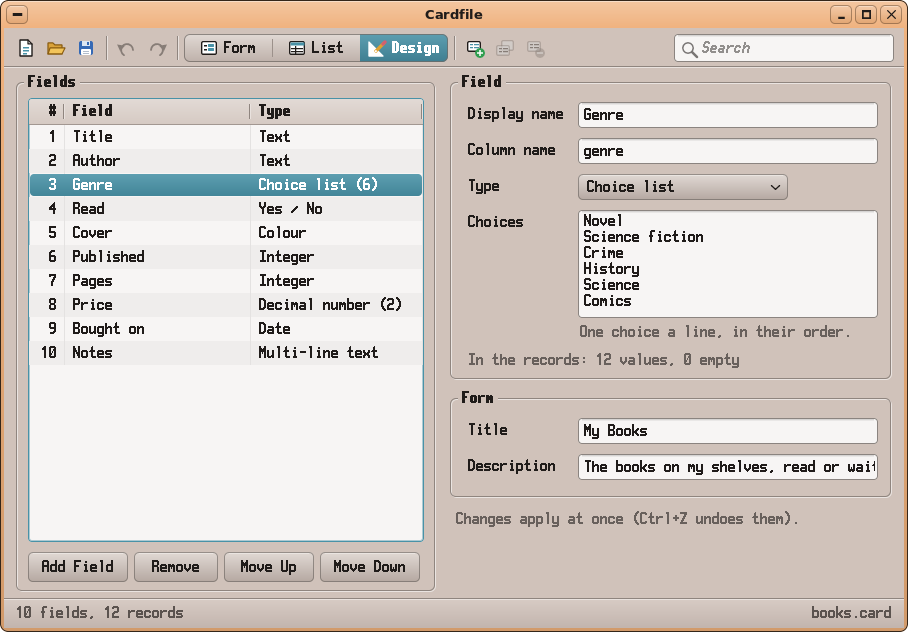 Cardfile
Form List Design Search
Fields
# Field Type
1 Title Text
2 Author Text
3 Genre Choice list (6)
4 Read Yes / No
5 Cover Colour
6 Published Integer
7 Pages Integer
8 Price Decimal number (2)
9 Bought on Date
10 Notes Multi-line text
Add Field Remove Move Up Move Down
Field
Display name Genre
Column name genre
Type Choice list
Choices Novel
Science fiction
Crime
History
Science
Comics
One choice a line, in their order.
In the records: 12 values, 0 empty
Form
Title My Books
Description The books on my shelves, read or wait
Changes apply at once (Ctrl+Z undoes them).
10 fields, 12 records books.card